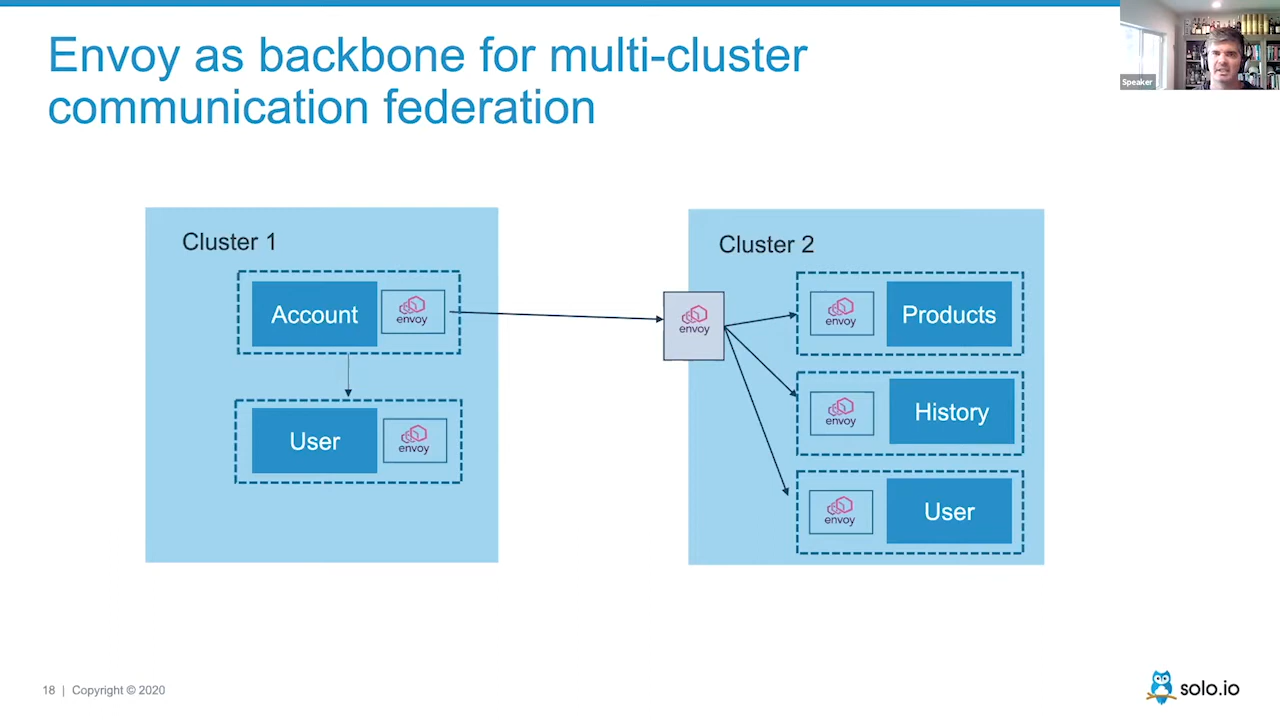 Envoy as backbone for multi-cluster
communication federation
Speaker
Cluster 1
Account
envoy
User
envoy
envoy
Cluster 2
envoy
Products
envoy
History
envoy
User
18 | Copyright © 2020
solo.io